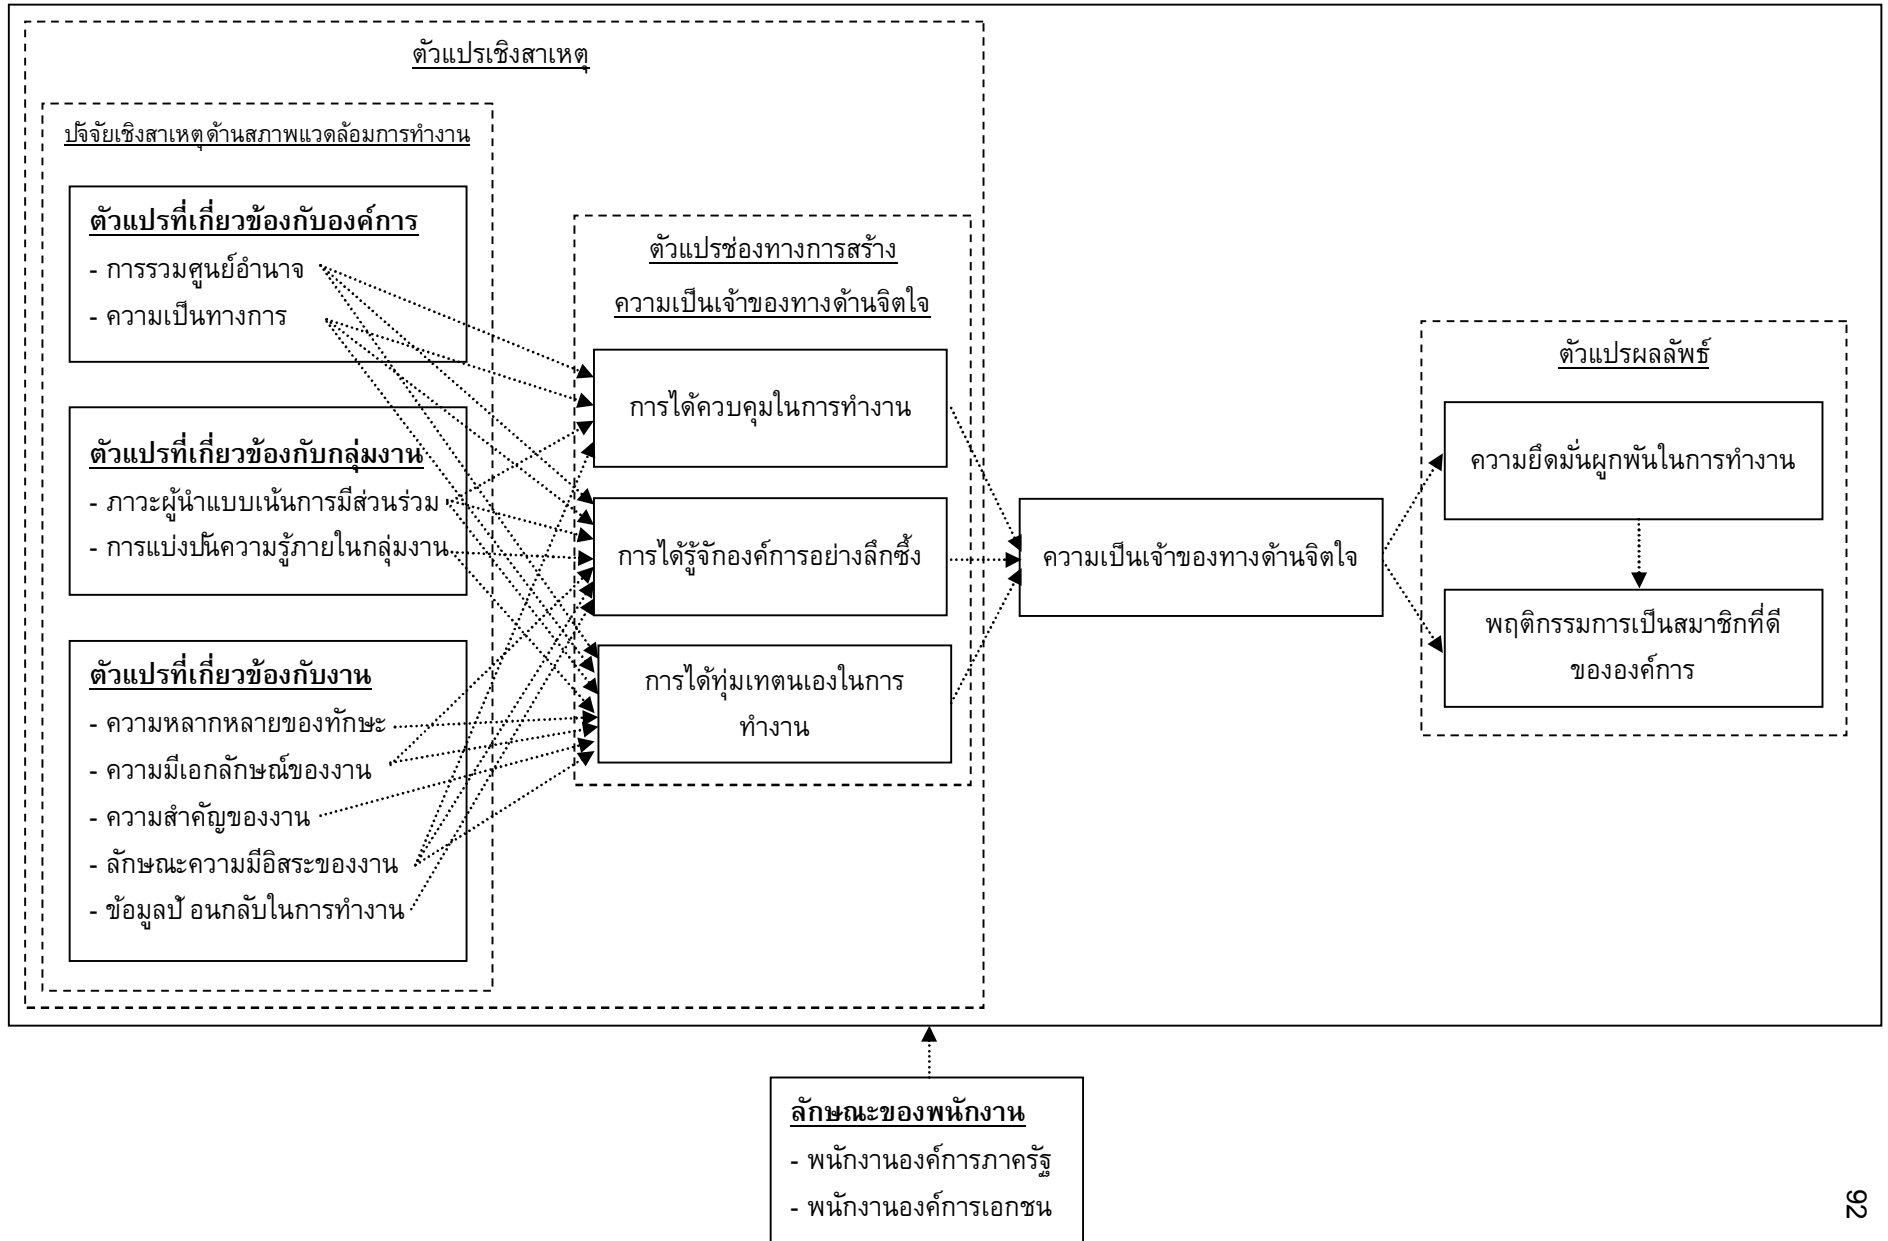 ตัวแปรเชิงสาเหตุ
ปัจจัยเชิงสาเหตุด้านสภาพแวดล้อมการทำงาน
ตัวแปรที่เกี่ยวข้องกับองค์การ
- การรวมศูนย์อำนาจ
- ความเป็นทางการ
ตัวแปรที่เกี่ยวข้องกับกลุ่มงาน
- ภาวะผู้นำแบบเน้นการมีส่วนร่วม
- การแบ่งปันความรู้ภายในกลุ่มงาน
ตัวแปรที่เกี่ยวข้องกับงาน
- ความหลากหลายของทักษะ
- ความมีเอกลักษณ์ของงาน
- ความสำคัญของงาน
- ลักษณะความมีอิสระของงาน
- ข้อมูลป้อนกลับในการทำงาน
ตัวแปรช่องทางการสร้าง
ความเป็นเจ้าของทางด้านจิตใจ
การได้ควบคุมในการทำงาน
การได้รู้จักองค์การอย่างลึกซึ้ง
การได้ทุ่มเทตนเองในการ
ทำงาน
ความเป็นเจ้าของทางด้านจิตใจ
ตัวแปรผลลัพธ์
ความยึดมั่นผูกพันในการทำงาน
พฤติกรรมการเป็นสมาชิกที่ดี
ขององค์การ
ลักษณะของพนักงาน
- พนักงานองค์การภาครัฐ
- พนักงานองค์การเอกชน
92